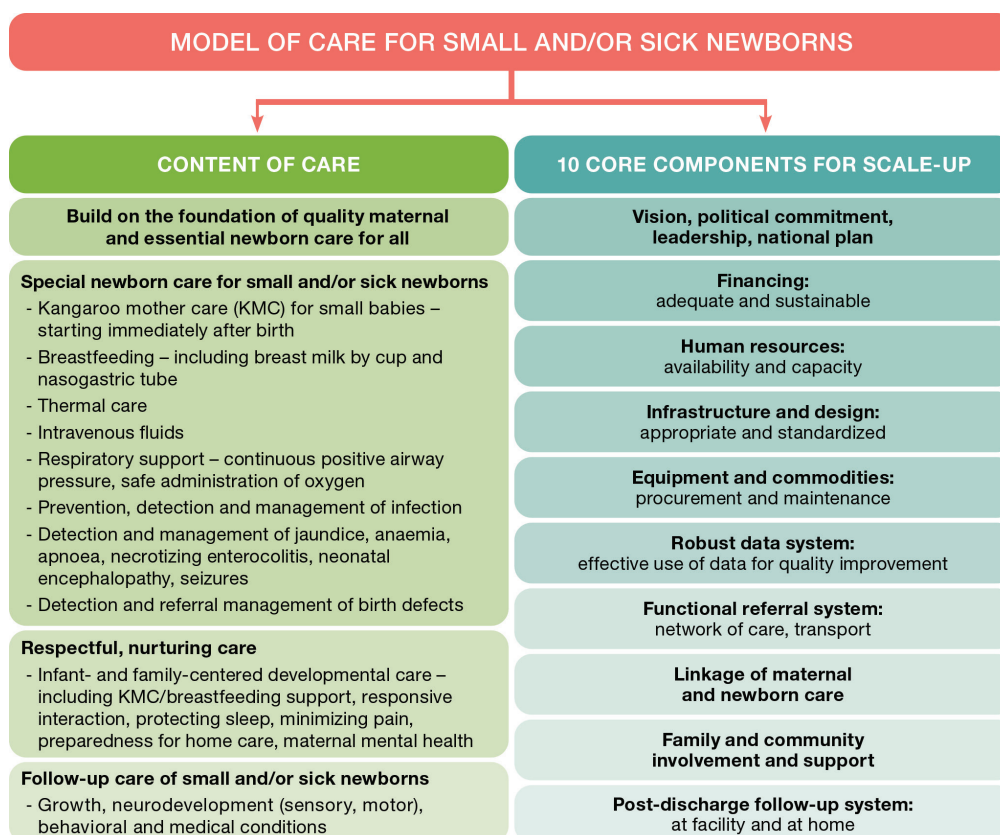 MODEL OF CARE FOR SMALL AND/OR SICK NEWBORNS
CONTENT OF CARE
Build on the foundation of quality maternal
and essential newborn care for all
Special newborn care for small and/or sick newborns
- Kangaroo mother care (KMC) for small babies –
starting immediately after birth
- Breastfeeding – including breast milk by cup and
nasogastric tube
- Thermal care
- Intravenous fluids
- Respiratory support – continuous positive airway
pressure, safe administration of oxygen
- Prevention, detection and management of infection
- Detection and management of jaundice, anaemia,
apnoea, necrotizing enterocolitis, neonatal
encephalopathy, seizures
- Detection and referral management of birth defects
Respectful, nurturing care
- Infant- and family-centered developmental care –
including KMC/breastfeeding support, responsive
interaction, protecting sleep, minimizing pain,
preparedness for home care, maternal mental health
Follow-up care of small and/or sick newborns
- Growth, neurodevelopment (sensory, motor),
behavioral and medical conditions
10 CORE COMPONENTS FOR SCALE-UP
Vision, political commitment,
leadership, national plan
Financing:
adequate and sustainable
Human resources:
availability and capacity
Infrastructure and design:
appropriate and standardized
Equipment and commodities:
procurement and maintenance
Robust data system:
effective use of data for quality improvement
Functional referral system:
network of care, transport
Linkage of maternal
and newborn care
Family and community
involvement and support
Post-discharge follow-up system:
at facility and at home